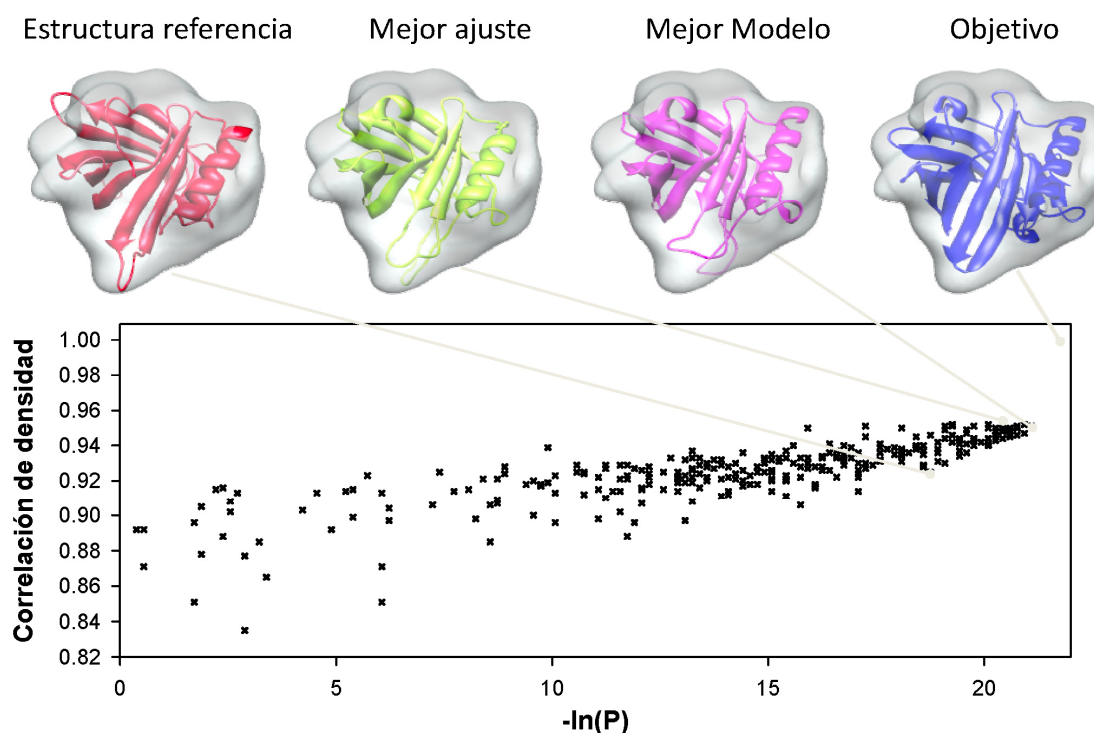 Estructura referencia
Mejor ajuste
Mejor Modelo
Objetivo
Correlación de densidad
1.00
0.98
0.96
0.94
0.92
0.90
0.88
0.86
0.84
0.82
0
5
10
15
20
-ln(P)